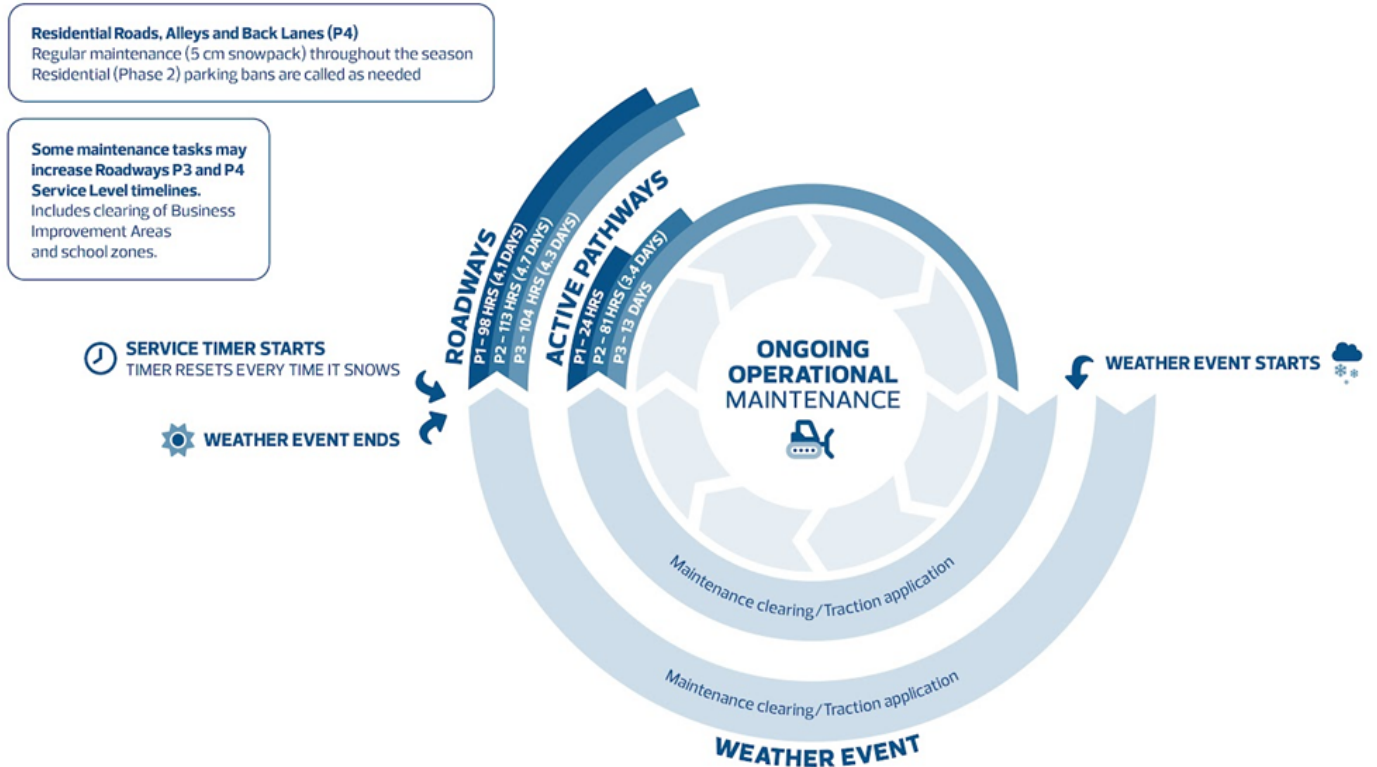 Residential Roads, Alleys and Back Lanes (P4)
Regular maintenance (5 cm snowpack) throughout the season
Residential (Phase 2) parking bans are called as needed
Some maintenance tasks may
increase Roadways P3 and P4
Service Level timelines.
Includes clearing of Business
Improvement Areas
and school zones.
ROADWAYS
P1 – 98 HRS (4.1 DAYS)
P2 – 113 HRS (4.7 DAYS)
P3 – 104 HRS (4.3 DAYS)
ACTIVE PATHWAYS
P1 – 24 HRS
P2 – 81 HRS (3.4 DAYS)
P3 – 13 DAYS
SERVICE TIMER STARTS
TIMER RESETS EVERY TIME IT SNOWS
WEATHER EVENT ENDS
ONGOING
OPERATIONAL
MAINTENANCE
WEATHER EVENT STARTS
Maintenance clearing/Traction application
Maintenance clearing/Traction application
WEATHER EVENT